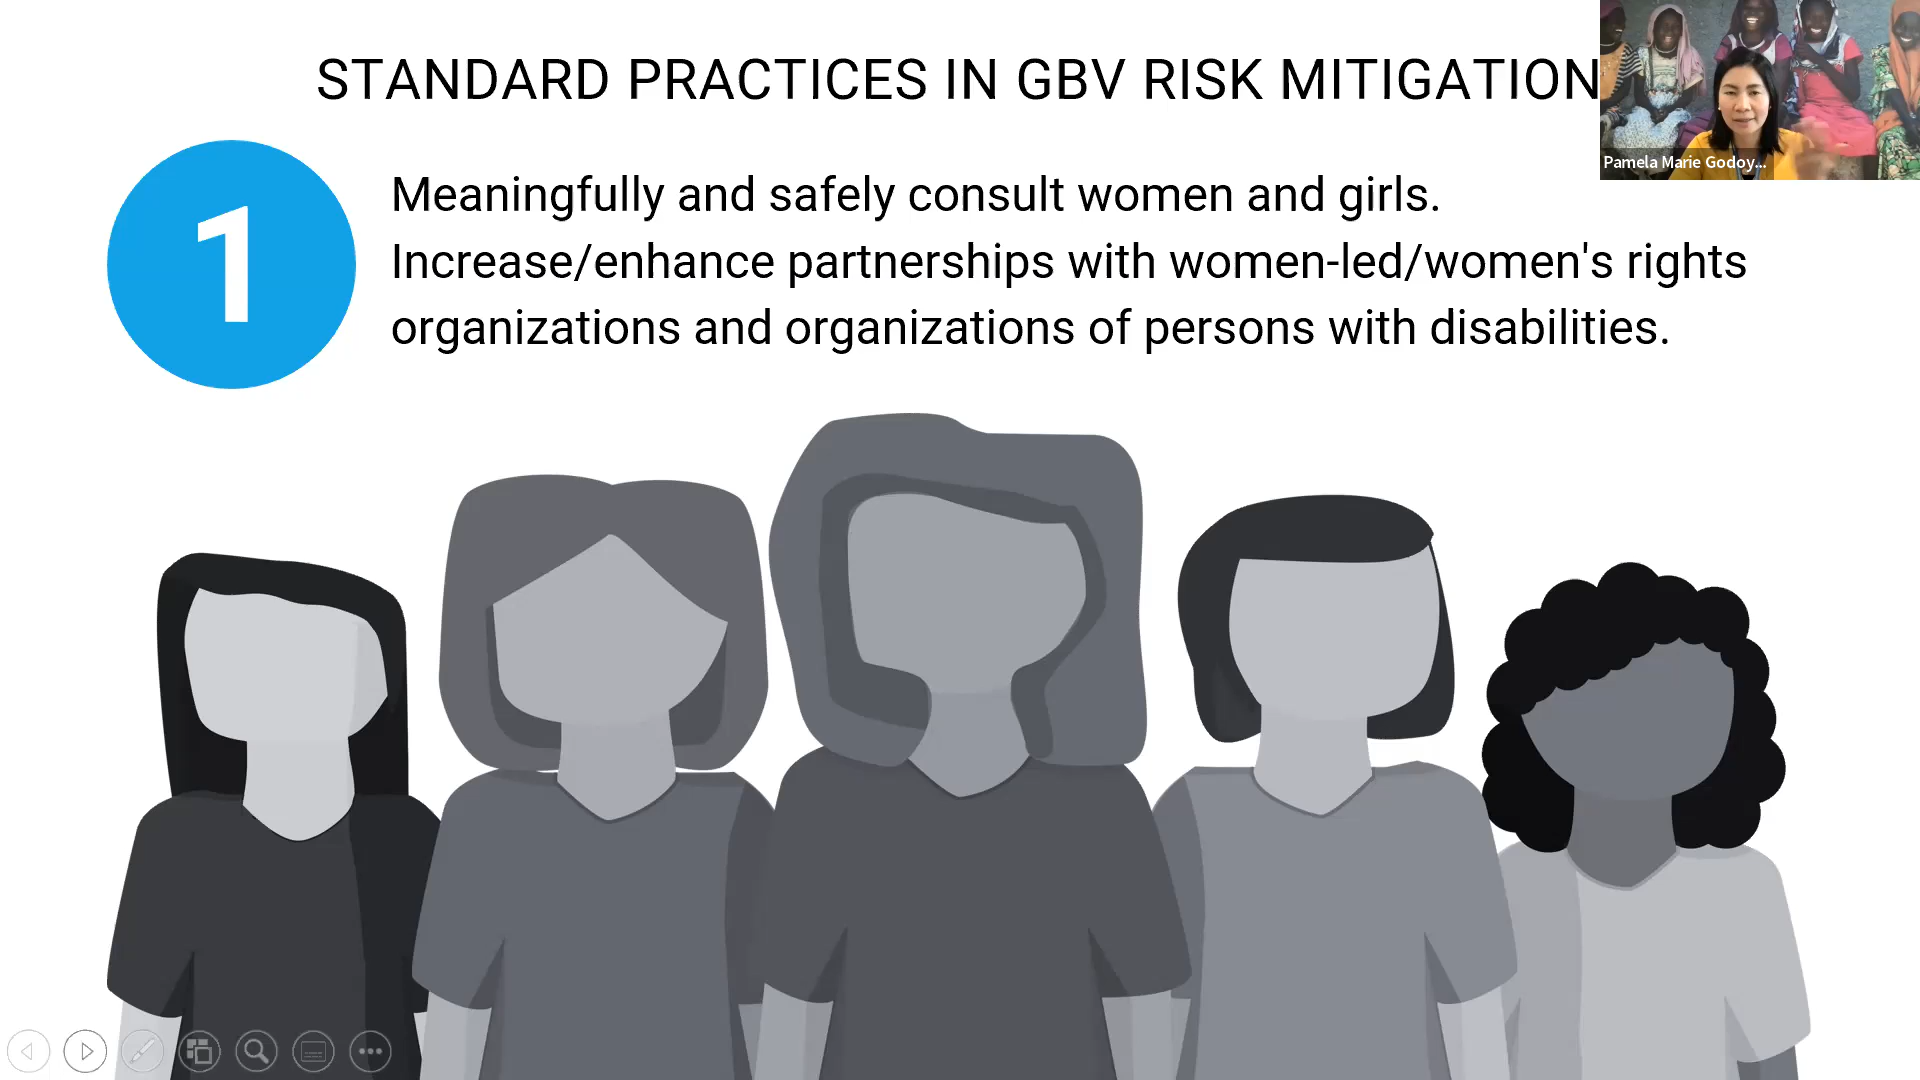 STANDARD PRACTICES IN GBV RISK MITIGATION
Pamela Marie Godoy...
1
Meaningfully and safely consult women and girls.
Increase/enhance partnerships with women-led/women's rights
organizations and organizations of persons with disabilities.